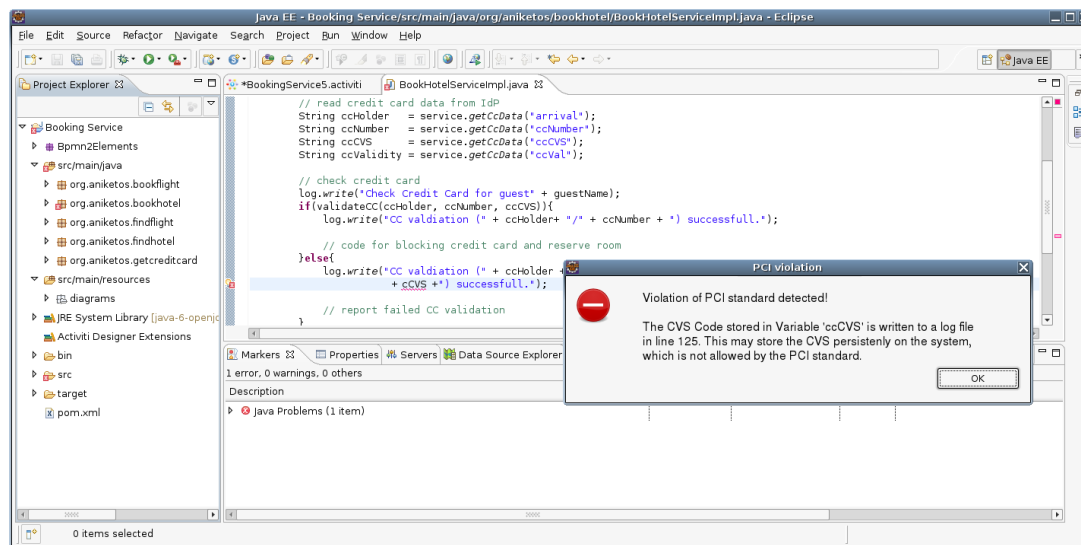 Java EE - Booking Service/src/main/java/org/aniketos/bookhotel/BookHotelServiceImpl.java - Eclipse
File Edit Source Refactor Navigate Search Project Run Window Help
Java EE
Project Explorer
*BookingService5.activiti
BookHotelServiceImpl.java
Booking Service
Bpmn2Elements
src/main/java
org.aniketos.bookflight
org.aniketos.bookhotel
org.aniketos.findflight
org.aniketos.findhotel
org.aniketos.getcreditcard
src/main/resources
diagrams
JRE System Library [java-6-openjd
Activiti Designer Extensions
bin
src
target
pom.xml
// read credit card data from IdP
String ccHolder = service.getCcData("arrival");
String ccNumber = service.getCcData("ccNumber");
String ccCVS = service.getCcData("ccCVS");
String ccValidity = service.getCcData("ccVal");
// check credit card
log.write("Check Credit Card for guest" + guestName);
if(validateCC(ccHolder, ccNumber, ccCVS)){
log.write("CC valdiation (" + ccHolder+ "/" + ccNumber + ") successfull.");
// code for blocking credit card and reserve room
}else{
log.write("CC valdiation (" + ccHolder +
+ cCVS +") successfull.");
// report failed CC validation
}
PCI violation
Violation of PCI standard detected!
The CVS Code stored in Variable 'ccCVS' is written to a log file
in line 125. This may store the CVS persistenly on the system,
which is not allowed by the PCI standard.
OK
Markers Properties Servers Data Source Explorer
1 error, 0 warnings, 0 others
Description
Java Problems (1 item)
0 items selected